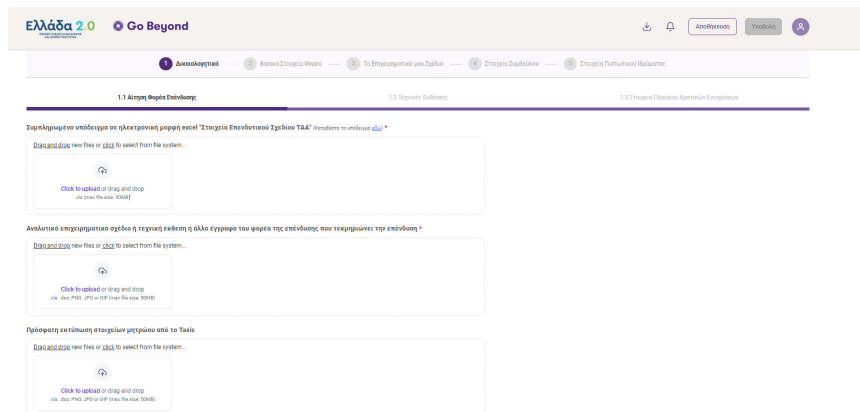 Ελλάδα 2.0
Go Beyond
Αποθήκευση
Υποβολή
1 Δικαιολογητικά
2 Βασικά Στοιχεία Φορέα
3 Το Επιχειρηματικό μου Σχέδιο
4 Στοιχεία Συμβούλου
5 Στοιχεία Πιστωτικού Ιδρύματος
1.1 Αίτηση Φορέα Επένδυσης
1.2 Τεχνικές Εκθέσεις
1.3 Στοιχεία Πλαισίου Κρατικών Ενισχύσεων
Συμπληρωμένο υπόδειγμα σε ηλεκτρονική μορφή excel "Στοιχεία Επενδυτικού Σχεδίου ΤΑΑ" (Κατεβάστε το υπόδειγμα εδώ) *
Drag and drop new files or click to select from file system...
Click to upload or drag and drop
.xls (max file size: 50MB)
Αναλυτικό επιχειρηματικό σχέδιο ή τεχνική έκθεση ή άλλο έγγραφο του φορέα της επένδυσης που τεκμηριώνει την επένδυση *
Drag and drop new files or click to select from file system...
Click to upload or drag and drop
.xls, .doc, PNG, JPG or GIF (max file size: 50MB)
Πρόσφατη εκτύπωση στοιχείων μητρώου από το Taxis
Drag and drop new files or click to select from file system...
Click to upload or drag and drop
.xls, .doc, PNG, JPG or GIF (max file size: 50MB)